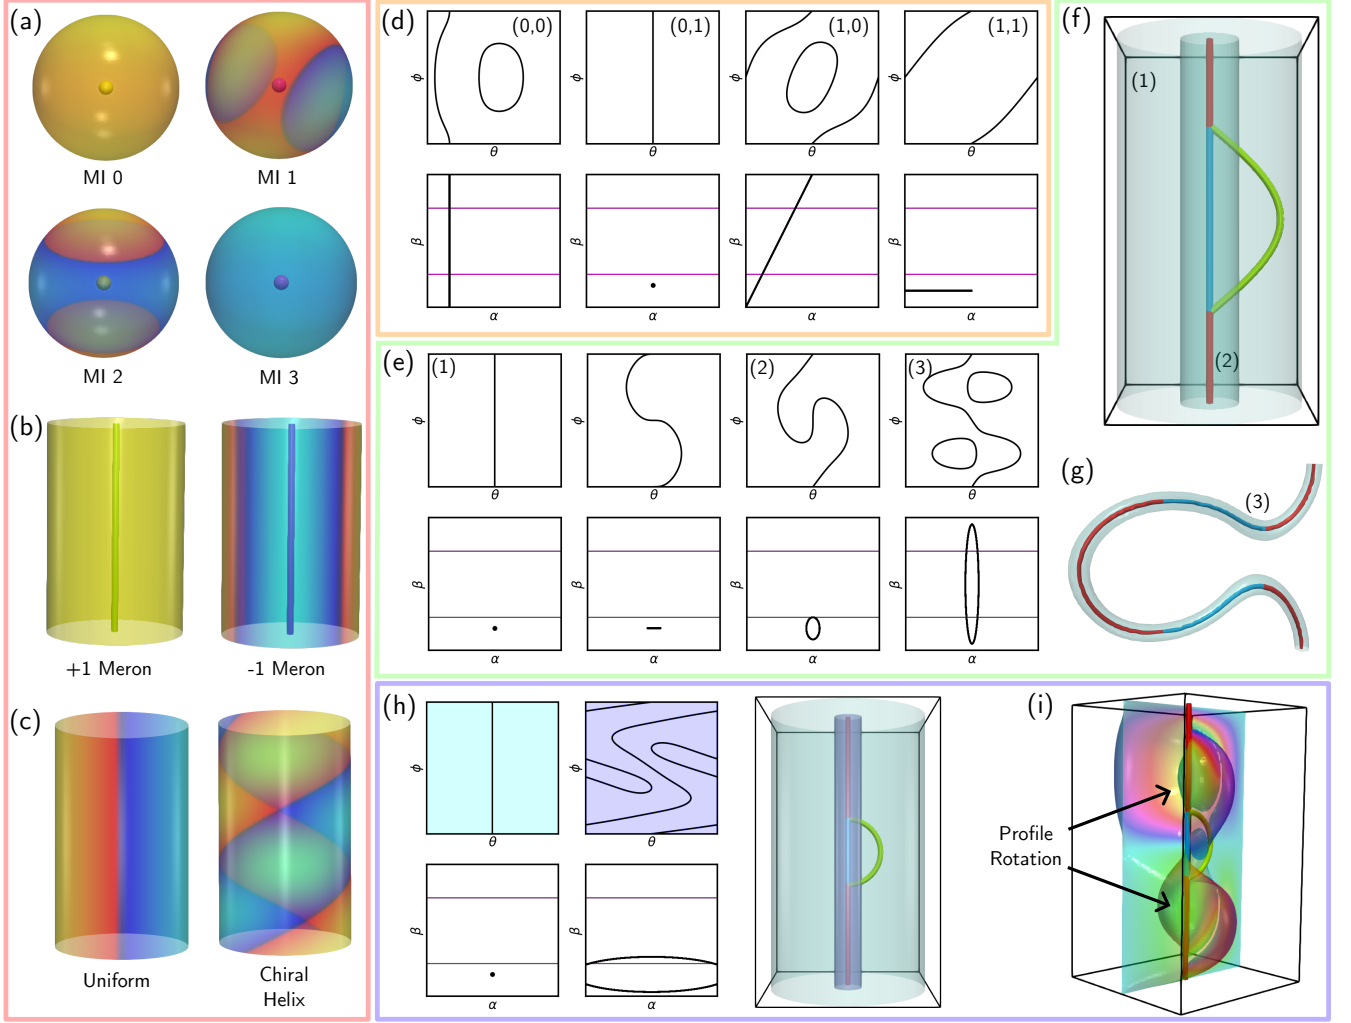 (a)
MI 0
MI 1
MI 2
MI 3
(b)
+1 Meron
-1 Meron
(c)
Uniform
Chiral
Helix
(d)
(0,0)
(0,1)
(1,0)
(1,1)
ϕ
ϕ
ϕ
ϕ
θ
θ
θ
θ
β
β
β
β
α
α
α
α
(e)
(1)
(2)
(3)
ϕ
ϕ
ϕ
ϕ
θ
θ
θ
θ
β
β
β
β
α
α
α
α
(f)
(1)
(2)
(g)
(3)
(h)
ϕ
ϕ
θ
θ
β
β
α
α
(i)
Profile
Rotation